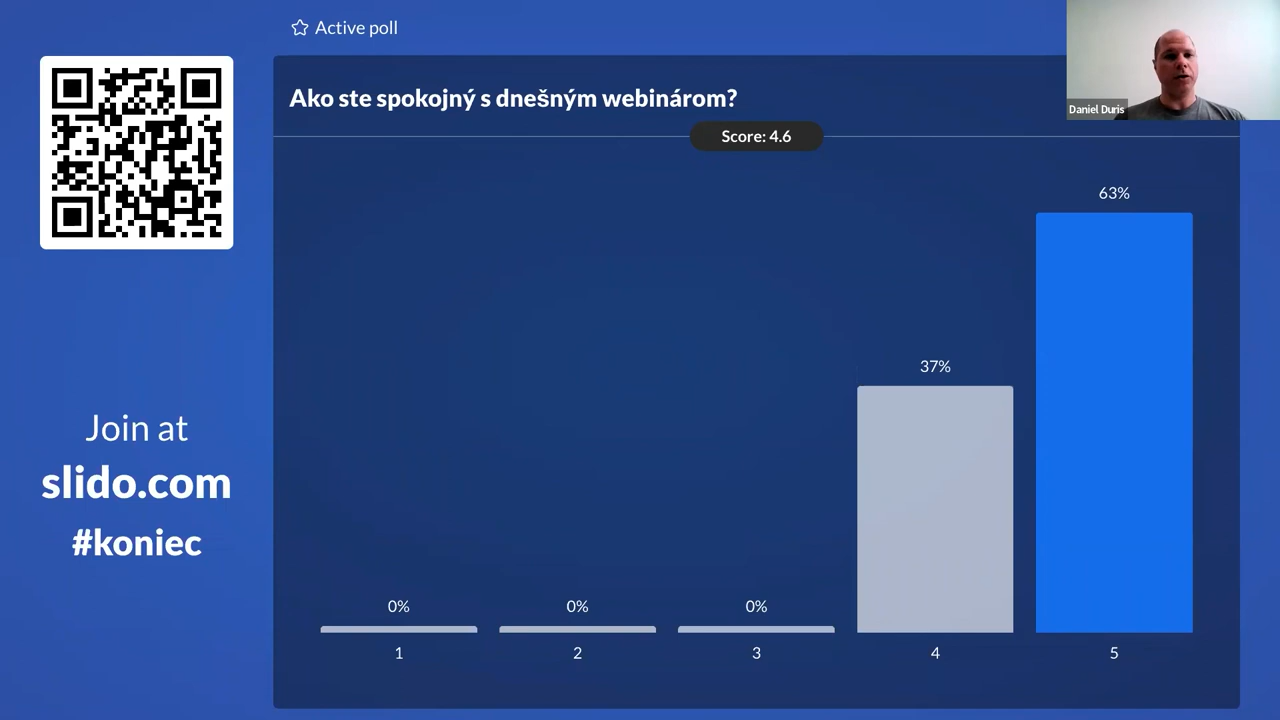 Active poll
Ako ste spokojný s dnešným webinárom?
Daniel Duris
Score: 4.6
63%
37%
0%
0%
0%
1
2
3
4
5
Join at
slido.com
#koniec